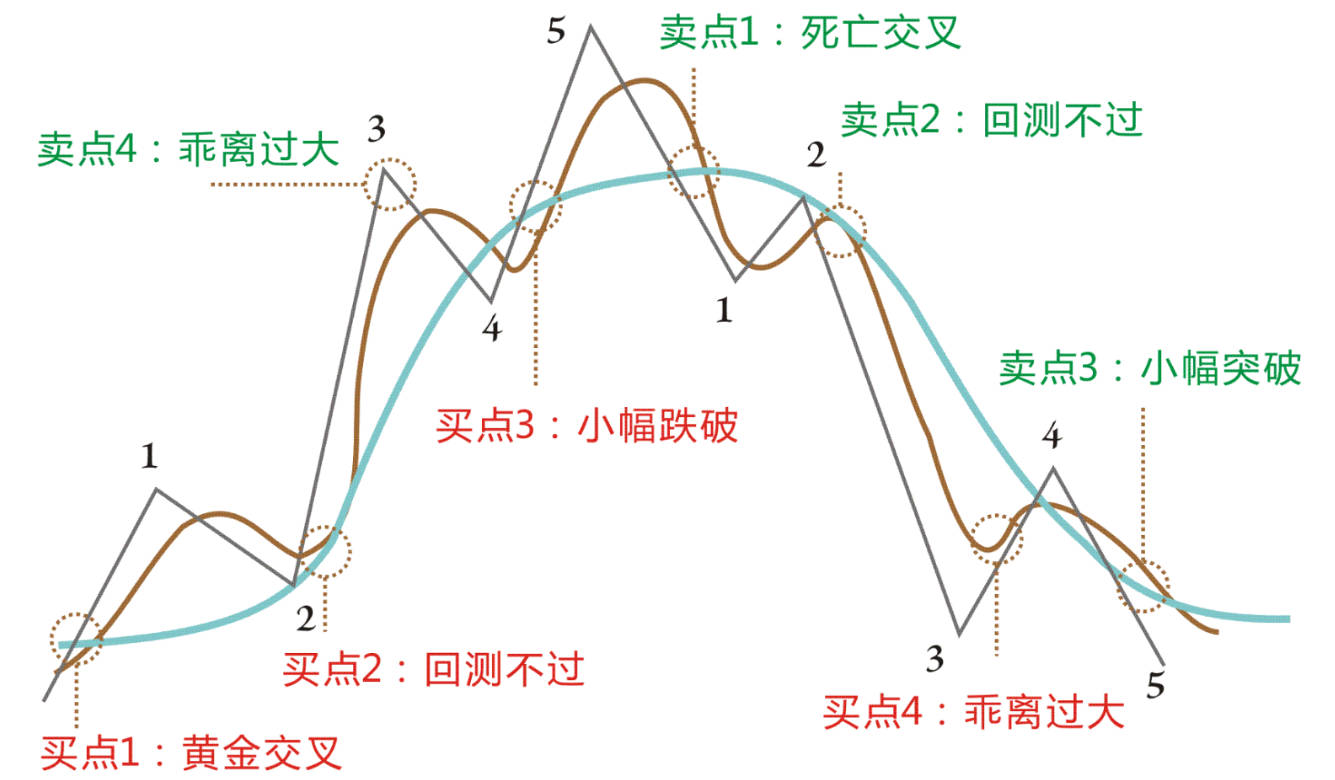 5
卖点1：死亡交叉
卖点2：回测不过
3
卖点4：乖离过大
2
1
4
卖点3：小幅突破
买点3：小幅跌破
4
1
2
买点2：回测不过
3
5
买点4：乖离过大
买点1：黄金交叉